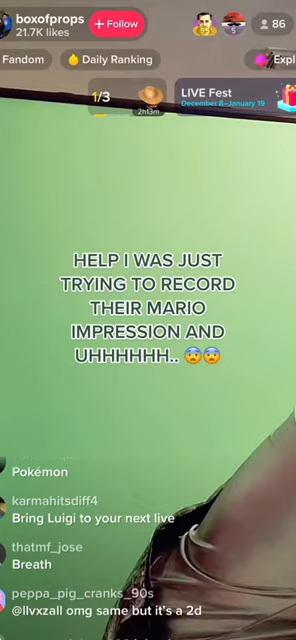 boxofprops
21.7K likes
+ Follow
86
Fandom
Daily Ranking
1/3
2h13m
LIVE Fest
December 8–January 19
HELP I WAS JUST
TRYING TO RECORD
THEIR MARIO
IMPRESSION AND
UHHHHHH.. 😨😨
Pokémon
karmahitsdiff4
Bring Luigi to your next live
thatmf_jose
Breath
peppa_pig_cranks_90s
@llvxzall omg same but it's a 2d